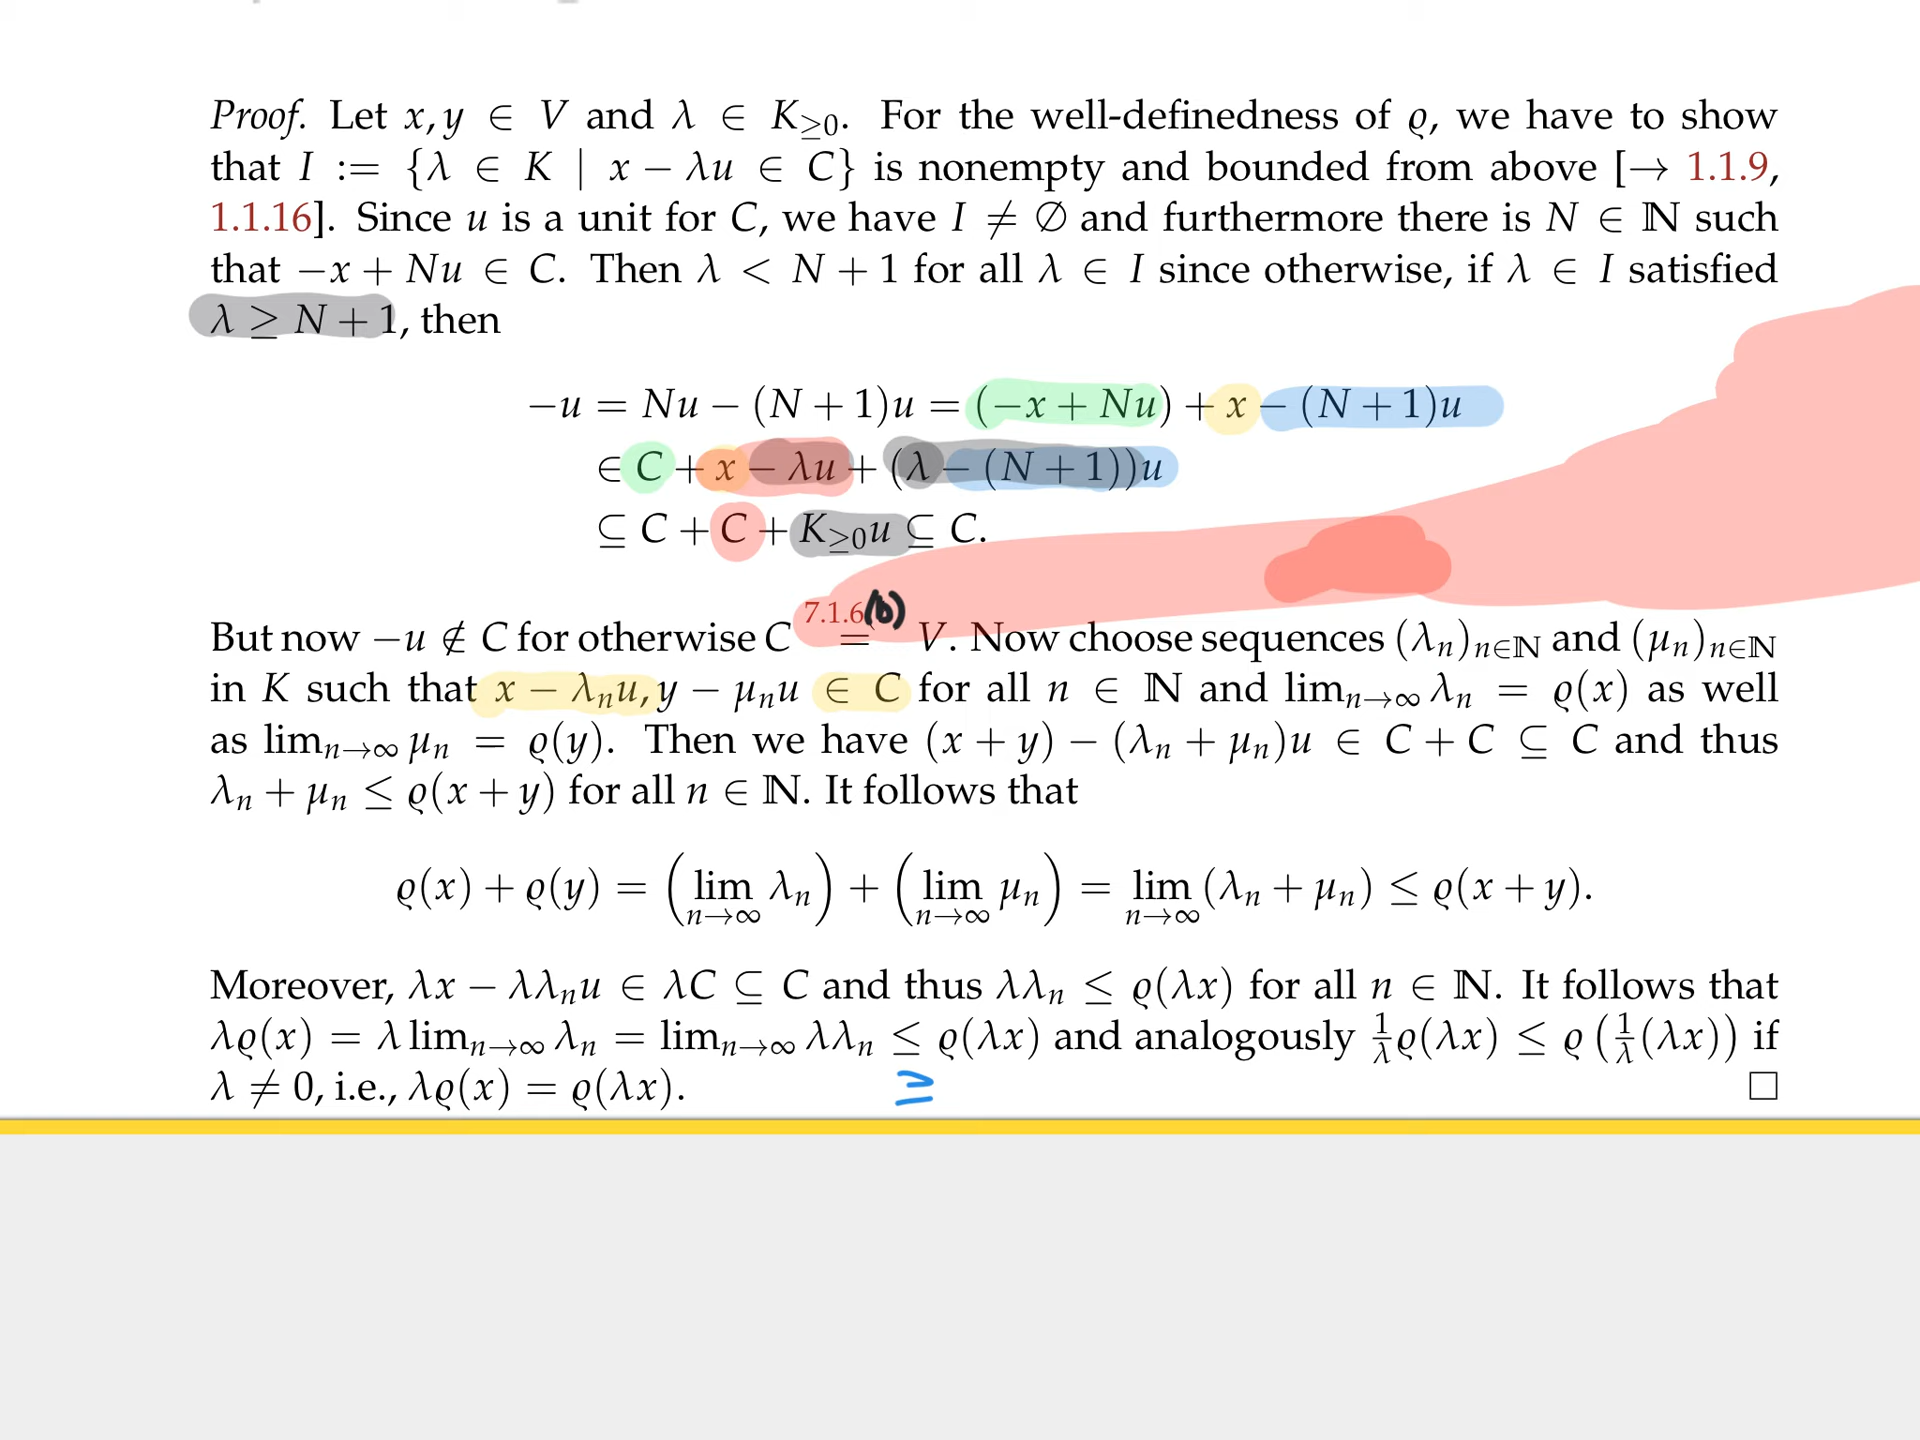 Proof. Let x, y ∈ V and λ ∈ K≥0. For the well-definedness of ϱ, we have to show
that I := {λ ∈ K | x − λu ∈ C} is nonempty and bounded from above [→ 1.1.9,
1.1.16]. Since u is a unit for C, we have I ≠ ∅ and furthermore there is N ∈ ℕ such
that −x + Nu ∈ C. Then λ < N + 1 for all λ ∈ I since otherwise, if λ ∈ I satisfied
λ ≥ N + 1, then
−u = Nu − (N + 1)u = (−x + Nu) + x − (N + 1)u
∈ C + x − λu + (λ − (N + 1))u
⊆ C + C + K≥0u ⊆ C.
7.1.6 (b)
But now −u ∉ C for otherwise C = V. Now choose sequences (λn)n∈ℕ and (μn)n∈ℕ
in K such that x − λnu, y − μnu ∈ C for all n ∈ ℕ and limn→∞ λn = ϱ(x) as well
as limn→∞ μn = ϱ(y). Then we have (x + y) − (λn + μn)u ∈ C + C ⊆ C and thus
λn + μn ≤ ϱ(x + y) for all n ∈ ℕ. It follows that
ϱ(x) + ϱ(y) = (lim n→∞ λn) + (lim n→∞ μn) = lim n→∞ (λn + μn) ≤ ϱ(x + y).
Moreover, λx − λλnu ∈ λC ⊆ C and thus λλn ≤ ϱ(λx) for all n ∈ ℕ. It follows that
λϱ(x) = λ limn→∞ λn = limn→∞ λλn ≤ ϱ(λx) and analogously 1/λ ϱ(λx) ≤ ϱ (1/λ (λx)) if
λ ≠ 0, i.e., λϱ(x) = ϱ(λx). ≥ □